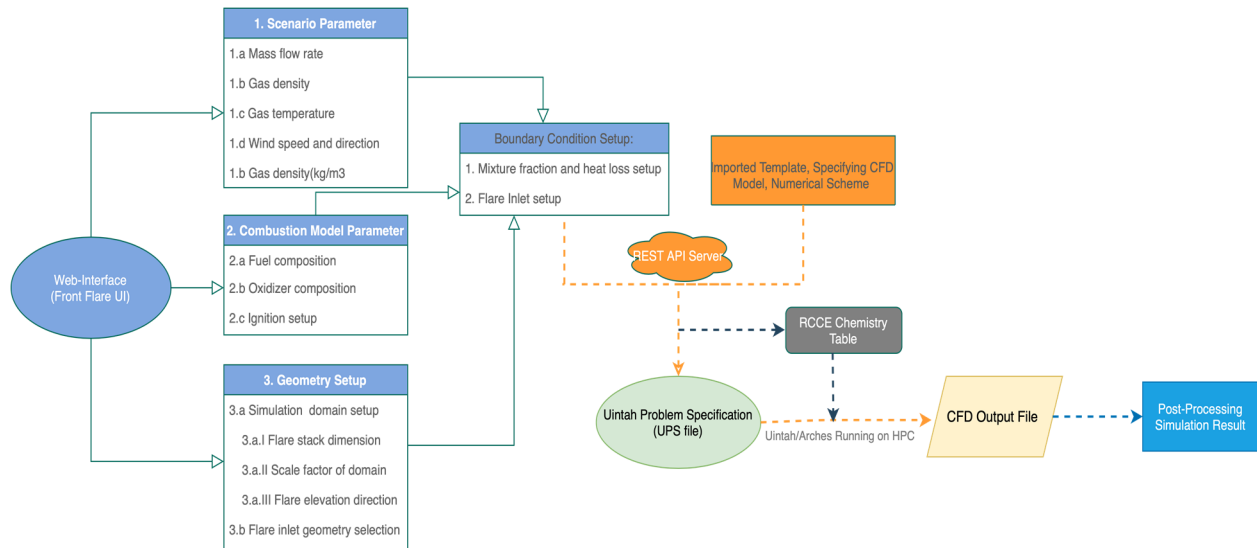 1. Scenario Parameter
1.a Mass flow rate
1.b Gas density
1.c Gas temperature
1.d Wind speed and direction
1.b Gas density(kg/m3
Boundary Condition Setup:
1. Mixture fraction and heat loss setup
2. Flare Inlet setup
Imported Template, Specifying CFD
Model, Numerical Scheme
2. Combustion Model Parameter
2.a Fuel composition
2.b Oxidizer composition
2.c Ignition setup
Web-Interface
(Front Flare UI)
REST API Server
RCCE Chemistry
Table
3. Geometry Setup
3.a Simulation domain setup
3.a.I Flare stack dimension
3.a.II Scale factor of domain
3.a.III Flare elevation direction
3.b Flare inlet geometry selection
Uintah Problem Specification
(UPS file)
Uintah/Arches Running on HPC
CFD Output File
Post-Processing
Simulation Result